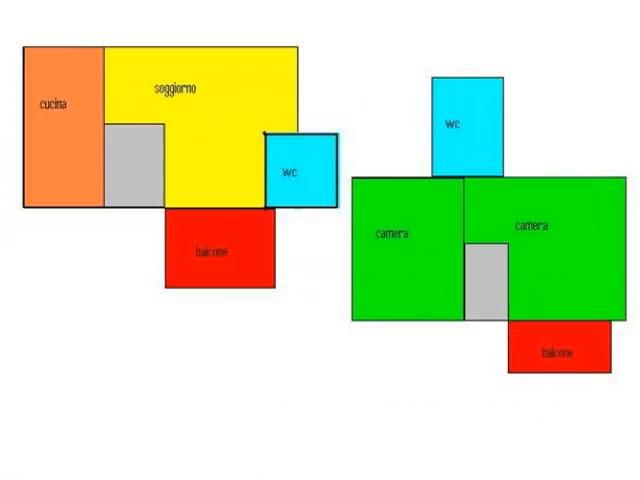 cucina
soggiorno
wc
balcone
wc
camera
camera
balcone